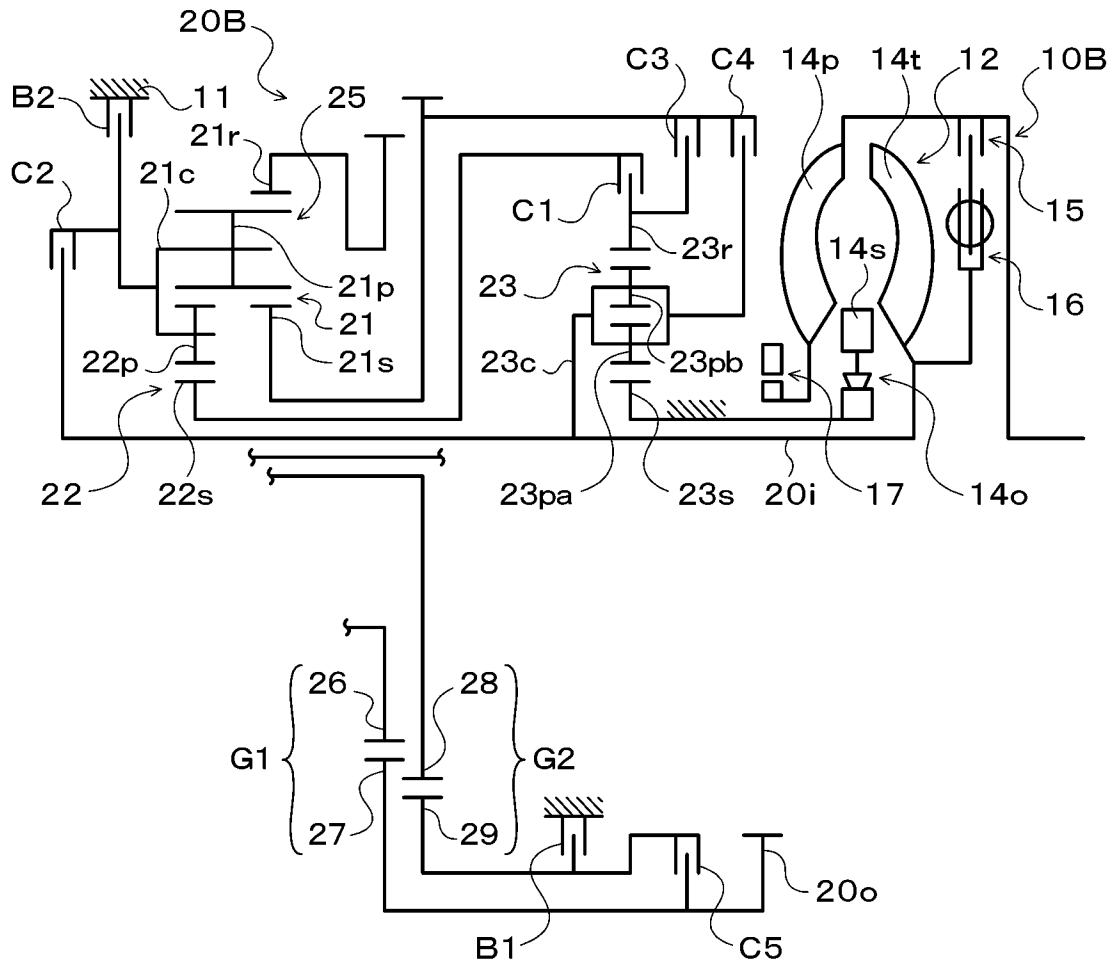 20B
C3 C4 14p 14t 12 10B
B2 11 25
21r
21c
C2
C1
15
23r
14s
23
21p
16
21
22p 21s 23c 23pb
22 22s 23pa 23s 20i 17 14o
26 28
G1 G2
27 29
20o
B1 C5